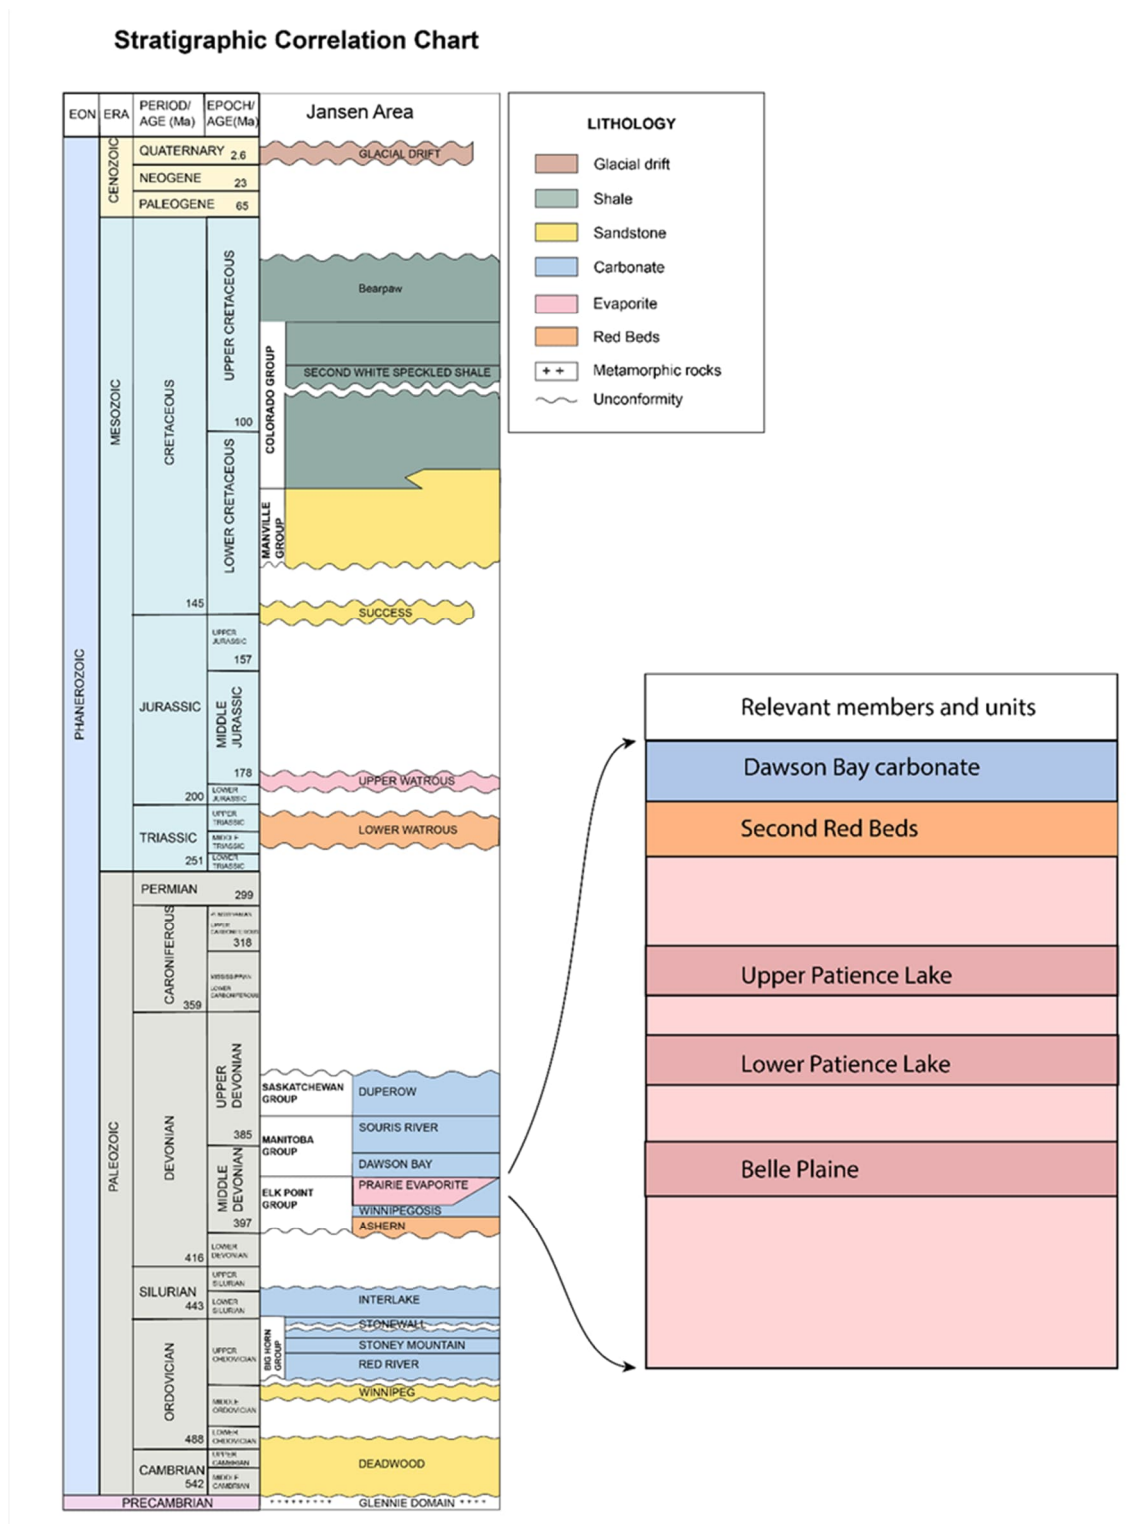 Stratigraphic Correlation Chart
EON
ERA
PERIOD/
AGE (Ma)
EPOCH/
AGE(Ma)
Jansen Area
PHANEROZOIC
CENOZOIC
QUATERNARY 2.6
NEOGENE 23
PALEOGENE 65
MESOZOIC
CRETACEOUS
145
UPPER CRETACEOUS
100
LOWER CRETACEOUS
JURASSIC
200
UPPER
JURASSIC
157
MIDDLE
JURASSIC
178
LOWER
JURASSIC
TRIASSIC
251
UPPER
TRIASSIC
MIDDLE
TRIASSIC
LOWER
TRIASSIC
PALEOZOIC
PERMIAN
299
CARONIFEROUS
359
UPPER
CARBONIFEROUS
318
MISSISSIPPIAN
LOWER
CARBONIFEROUS
DEVONIAN
416
UPPER
DEVONIAN
385
MIDDLE
DEVONIAN
397
LOWER
DEVONIAN
SILURIAN
443
UPPER
SILURIAN
LOWER
SILURIAN
ORDOVICIAN
488
UPPER
ORDOVICIAN
MIDDLE
ORDOVICIAN
LOWER
ORDOVICIAN
CAMBRIAN
542
UPPER
CAMBRIAN
MIDDLE
CAMBRIAN
PRECAMBRIAN
GLACIAL DRIFT
Bearpaw
COLORADO GROUP
SECOND WHITE SPECKLED SHALE
MANVILLE
GROUP
SUCCESS
UPPER WATROUS
LOWER WATROUS
SASKATCHEWAN
GROUP
DUPEROW
MANITOBA
GROUP
SOURIS RIVER
DAWSON BAY
ELK POINT
GROUP
PRAIRIE EVAPORITE
WINNIPEGOSIS
ASHERN
INTERLAKE
BIG HORN
GROUP
STONEWALL
STONEY MOUNTAIN
RED RIVER
WINNIPEG
DEADWOOD
GLENNIE DOMAIN
LITHOLOGY
Glacial drift
Shale
Sandstone
Carbonate
Evaporite
Red Beds
++ Metamorphic rocks
Unconformity
Relevant members and units
Dawson Bay carbonate
Second Red Beds
Upper Patience Lake
Lower Patience Lake
Belle Plaine